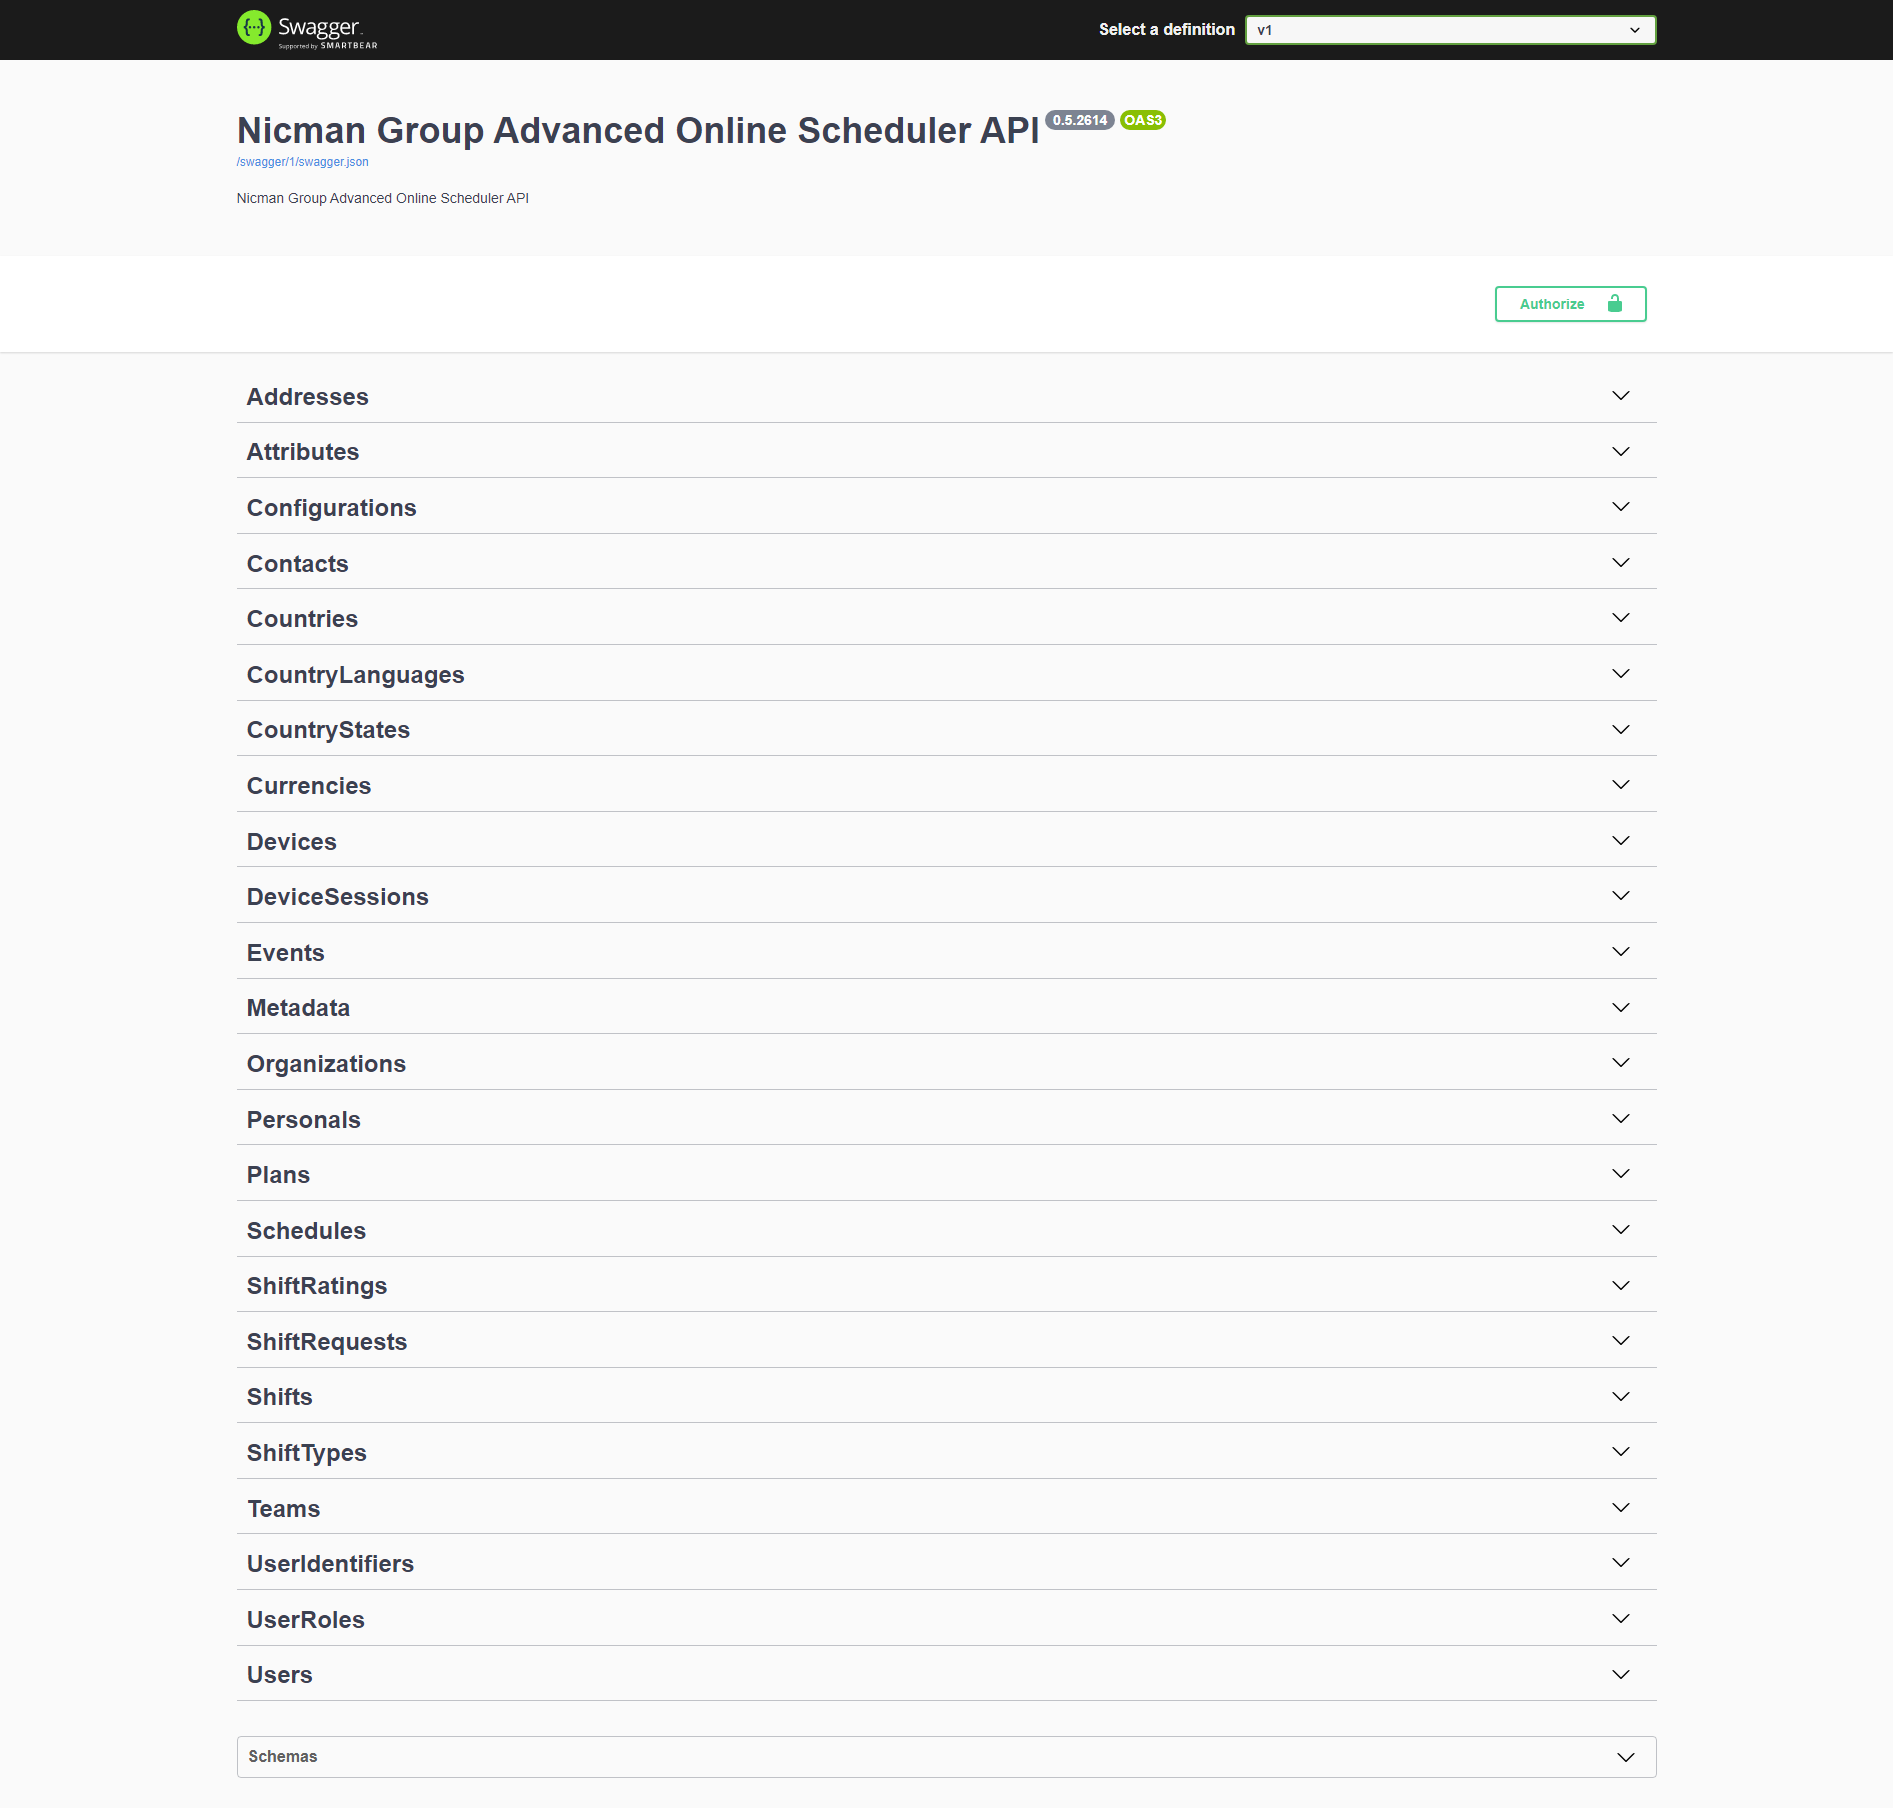 Swagger
Supported by SMARTBEAR
Select a definition
v1
Nicman Group Advanced Online Scheduler API 0.5.2614 OAS3
/swagger/1/swagger.json
Nicman Group Advanced Online Scheduler API
Authorize
Addresses
Attributes
Configurations
Contacts
Countries
CountryLanguages
CountryStates
Currencies
Devices
DeviceSessions
Events
Metadata
Organizations
Personals
Plans
Schedules
ShiftRatings
ShiftRequests
Shifts
ShiftTypes
Teams
UserIdentifiers
UserRoles
Users
Schemas